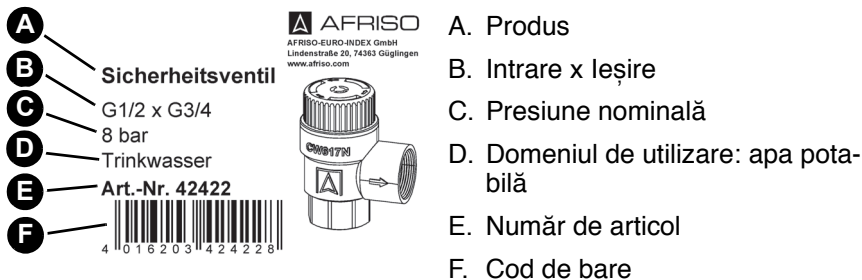 A
B
C
D
E
F
AFRISO
AFRISO-EURO-INDEX GmbH
Lindenstraße 20, 74363 Güglingen
www.afriso.com
Sicherheitsventil
G1/2 x G3/4
8 bar
Trinkwasser
Art.-Nr. 42422
4 016203 424228
CW617N
A. Produs
B. Intrare x Ieșire
C. Presiune nominală
D. Domeniul de utilizare: apa pota-
bilă
E. Număr de articol
F. Cod de bare